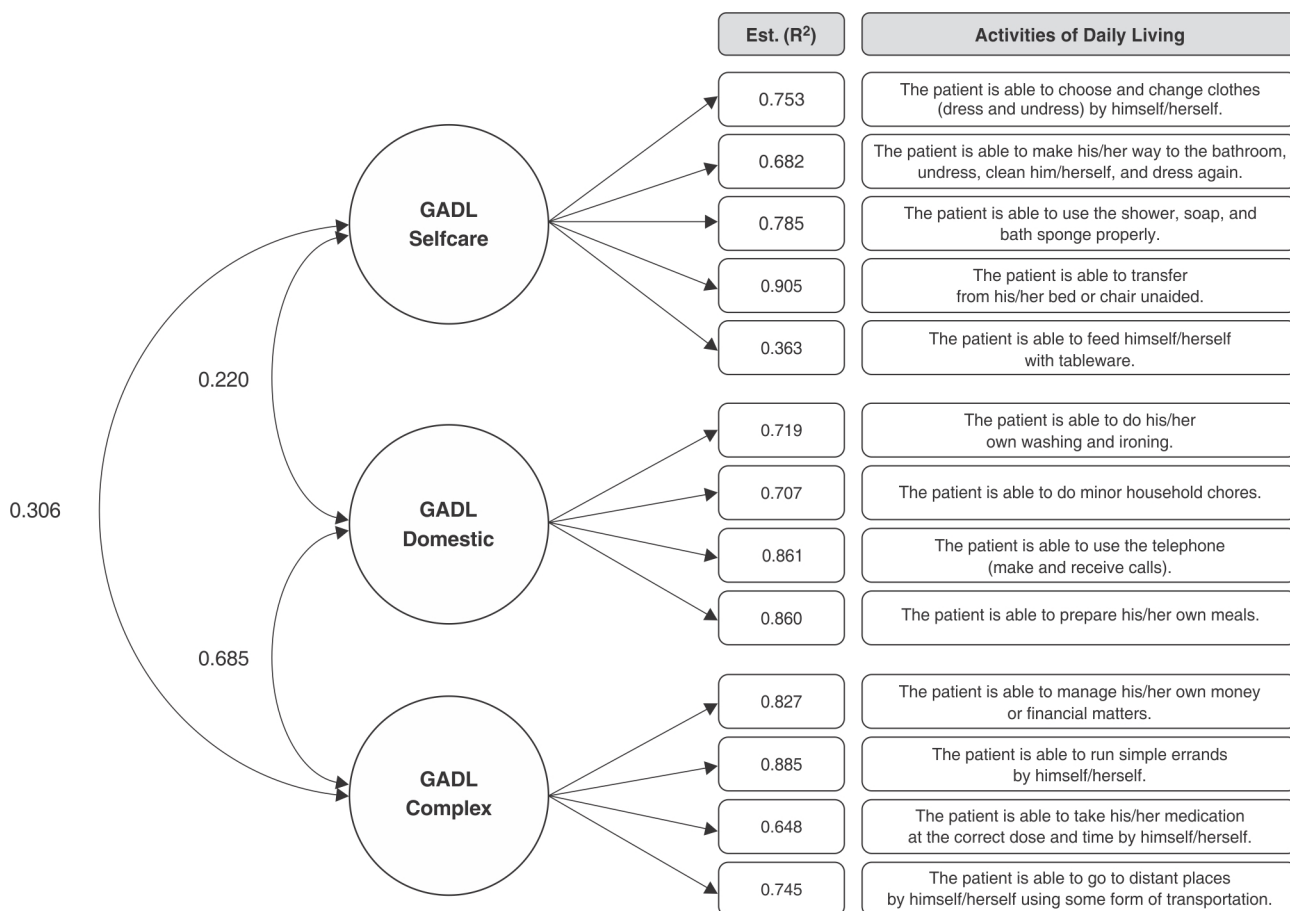 Est. (R²)
Activities of Daily Living
0.753
The patient is able to choose and change clothes
(dress and undress) by himself/herself.
0.682
The patient is able to make his/her way to the bathroom,
undress, clean him/herself, and dress again.
GADL
Selfcare
0.785
The patient is able to use the shower, soap, and
bath sponge properly.
0.905
The patient is able to transfer
from his/her bed or chair unaided.
0.363
The patient is able to feed himself/herself
with tableware.
0.220
0.306
GADL
Domestic
0.719
The patient is able to do his/her
own washing and ironing.
0.707
The patient is able to do minor household chores.
0.861
The patient is able to use the telephone
(make and receive calls).
0.860
The patient is able to prepare his/her own meals.
0.685
GADL
Complex
0.827
The patient is able to manage his/her own money
or financial matters.
0.885
The patient is able to run simple errands
by himself/herself.
0.648
The patient is able to take his/her medication
at the correct dose and time by himself/herself.
0.745
The patient is able to go to distant places
by himself/herself using some form of transportation.